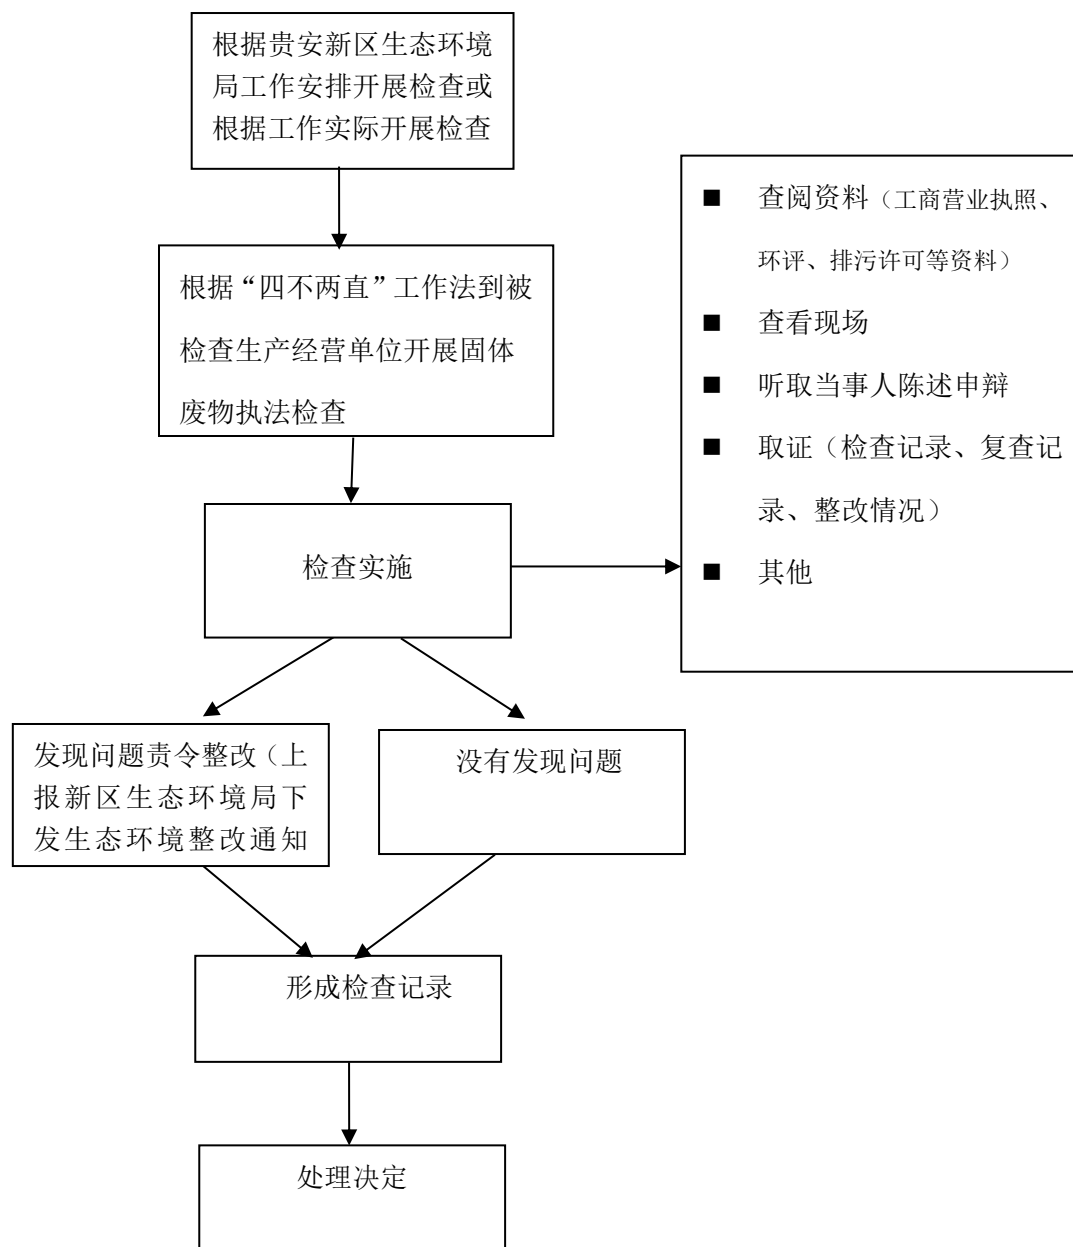 根据贵安新区生态环境
局工作安排开展检查或
根据工作实际开展检查
根据“四不两直”工作法到被
检查生产经营单位开展固体
废物执法检查
■ 查阅资料（工商营业执照、
环评、排污许可等资料）
■ 查看现场
■ 听取当事人陈述申辩
■ 取证（检查记录、复查记
录、整改情况）
■ 其他
检查实施
发现问题责令整改（上
报新区生态环境局下
发生态环境整改通知
没有发现问题
形成检查记录
处理决定